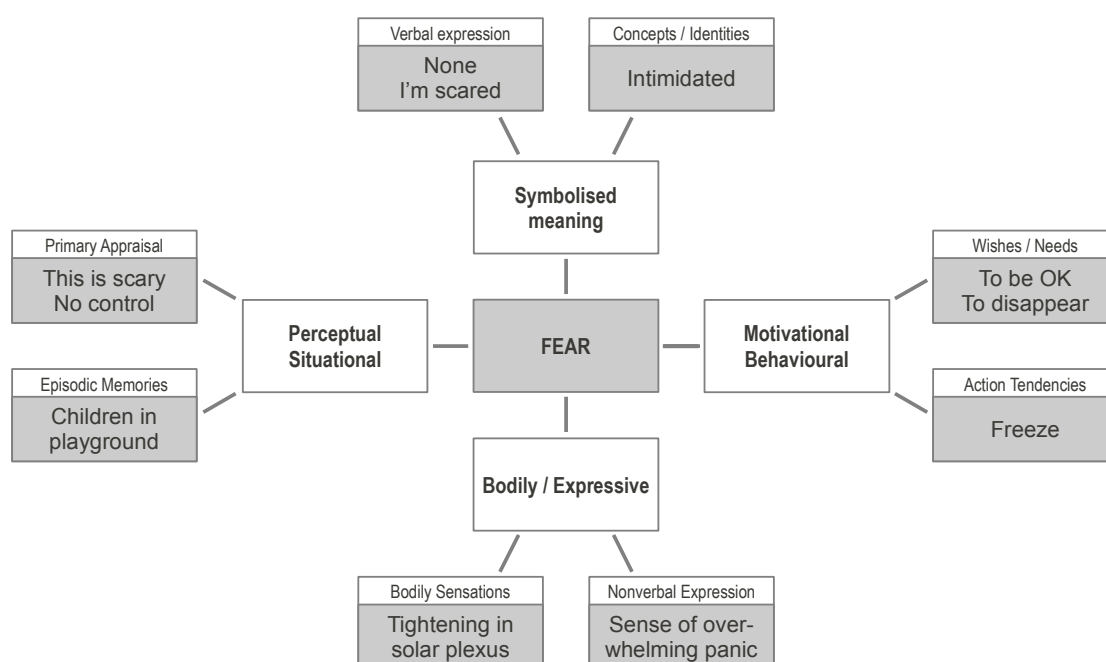 Verbal expression
None
I'm scared
Concepts / Identities
Intimidated
Symbolised
meaning
Primary Appraisal
This is scary
No control
Wishes / Needs
To be OK
To disappear
Perceptual
Situational
FEAR
Motivational
Behavioural
Episodic Memories
Children in
playground
Action Tendencies
Freeze
Bodily / Expressive
Bodily Sensations
Tightening in
solar plexus
Nonverbal Expression
Sense of over-
whelming panic